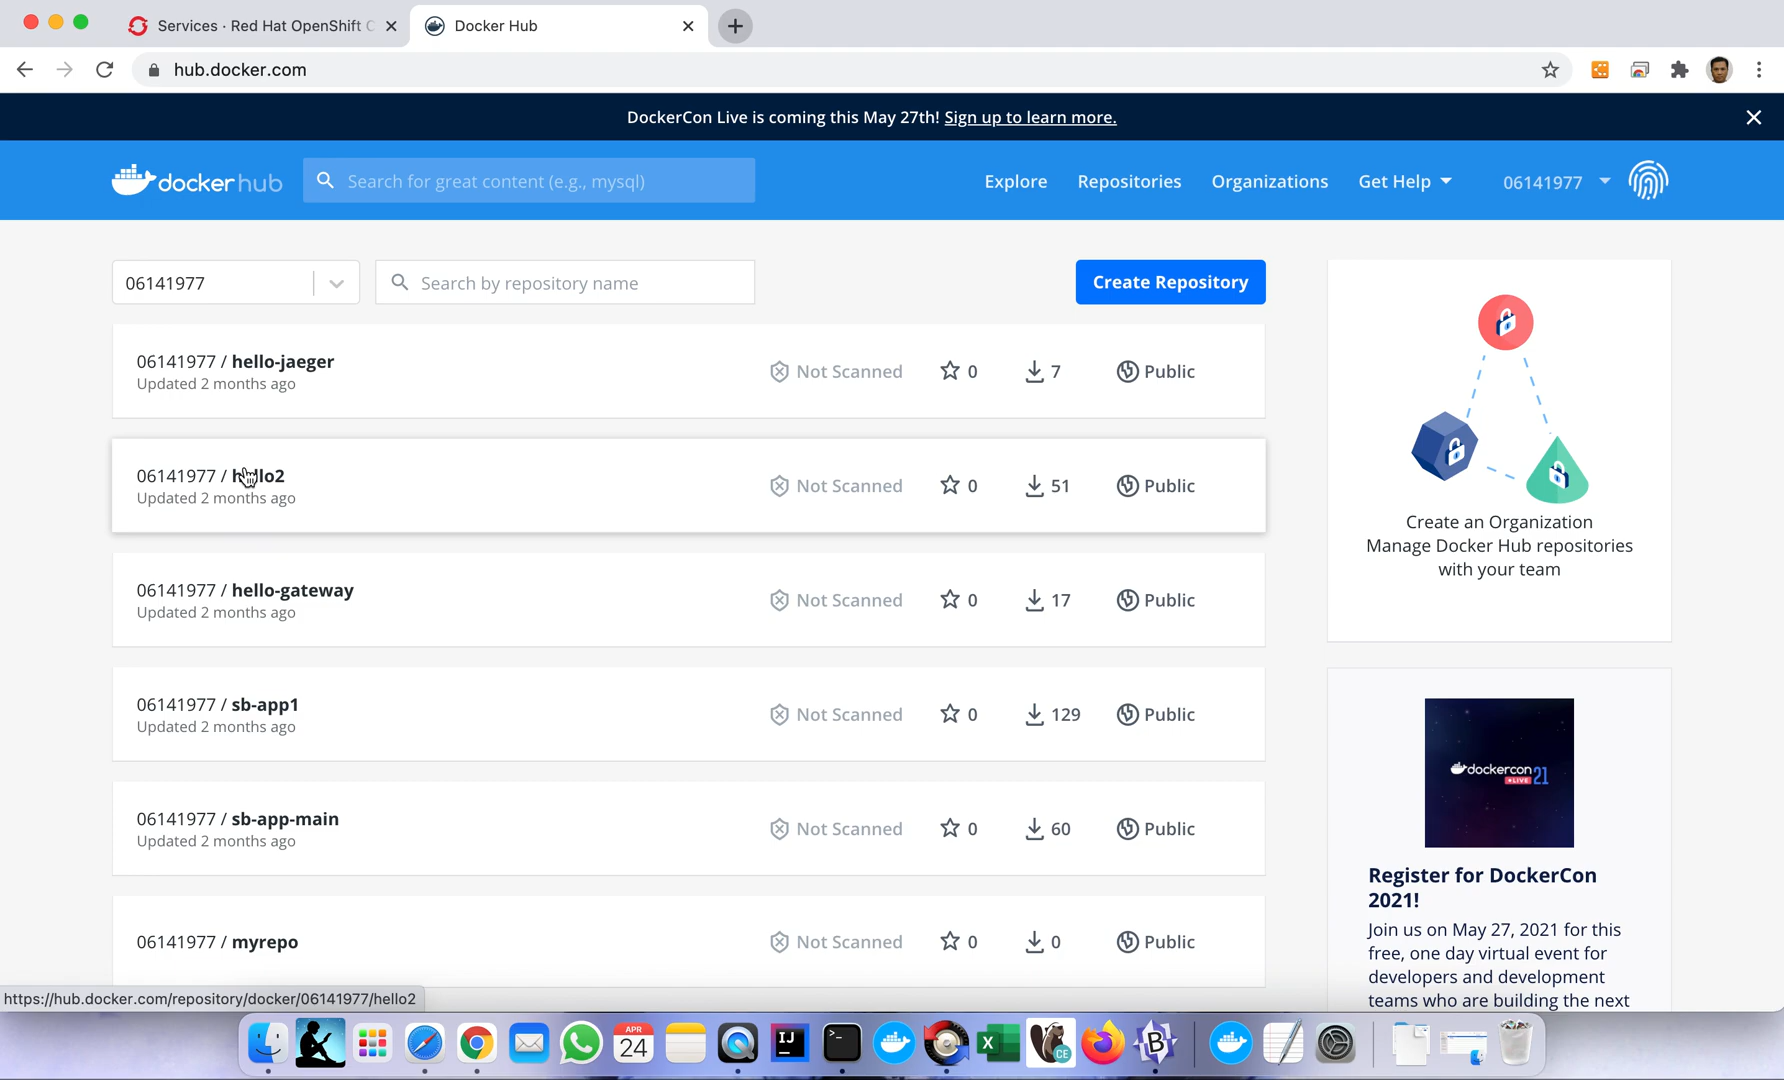 Services · Red Hat OpenShift C
Docker Hub
hub.docker.com
DockerCon Live is coming this May 27th! Sign up to learn more.
docker hub
Search for great content (e.g., mysql)
Explore
Repositories
Organizations
Get Help
06141977
06141977
Search by repository name
Create Repository
06141977 / hello-jaeger
Updated 2 months ago
Not Scanned
0
7
Public
06141977 / hello2
Updated 2 months ago
Not Scanned
0
51
Public
06141977 / hello-gateway
Updated 2 months ago
Not Scanned
0
17
Public
06141977 / sb-app1
Updated 2 months ago
Not Scanned
0
129
Public
06141977 / sb-app-main
Updated 2 months ago
Not Scanned
0
60
Public
06141977 / myrepo
Not Scanned
0
0
Public
Create an Organization
Manage Docker Hub repositories
with your team
dockercon 21
LIVE
Register for DockerCon
2021!
Join us on May 27, 2021 for this
free, one day virtual event for
developers and development
teams who are building the next
https://hub.docker.com/repository/docker/06141977/hello2
APR
24
IJ
>_
X
CE
B